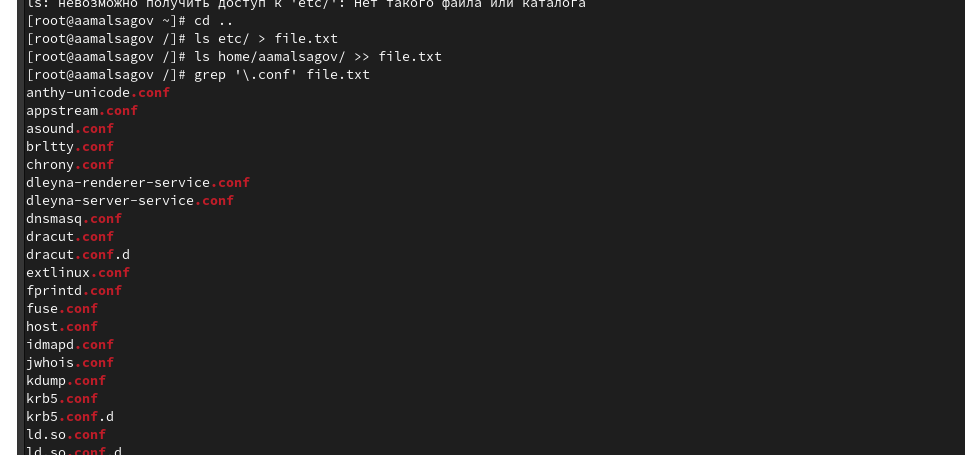 ls: невозможно получить доступ к 'etc/': Нет такого файла или каталога
[root@aamalsagov ~]# cd ..
[root@aamalsagov /]# ls etc/ > file.txt
[root@aamalsagov /]# ls home/aamalsagov/ >> file.txt
[root@aamalsagov /]# grep '\.conf' file.txt
anthy-unicode.conf
appstream.conf
asound.conf
brltty.conf
chrony.conf
dleyna-renderer-service.conf
dleyna-server-service.conf
dnsmasq.conf
dracut.conf
dracut.conf.d
extlinux.conf
fprintd.conf
fuse.conf
host.conf
idmapd.conf
jwhois.conf
kdump.conf
krb5.conf
krb5.conf.d
ld.so.conf
ld.so.conf.d